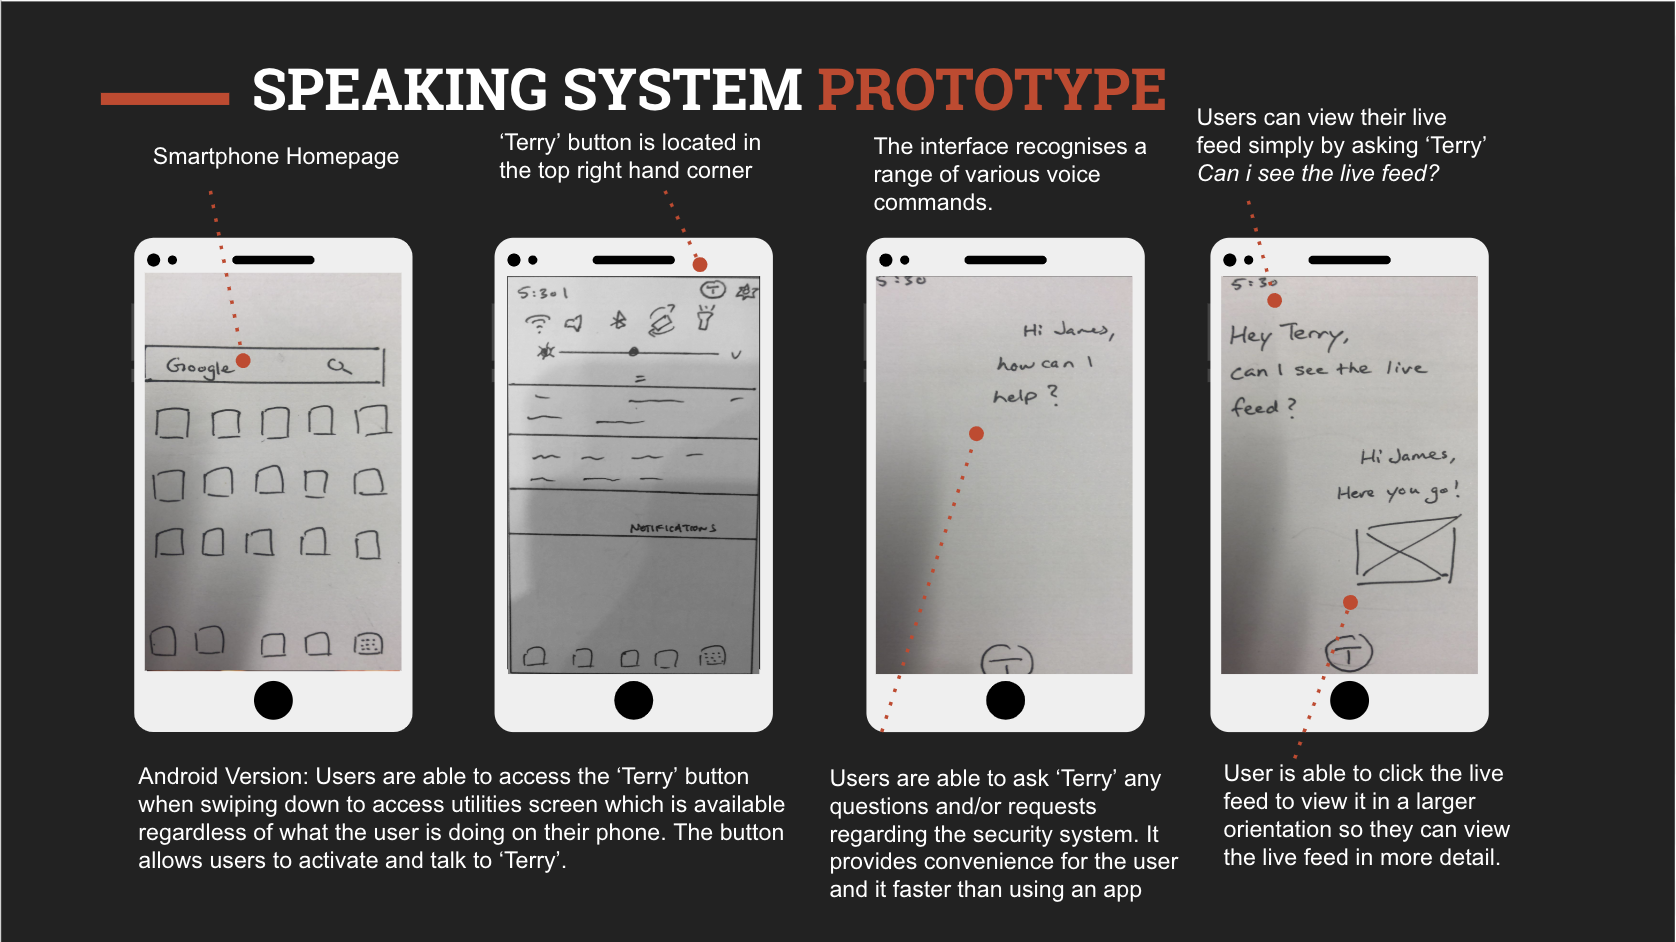 SPEAKING SYSTEM PROTOTYPE
Smartphone Homepage
‘Terry’ button is located in
the top right hand corner
The interface recognises a
range of various voice
commands.
Users can view their live
feed simply by asking ‘Terry’
Can i see the live feed?
Google
5:30
T
NOTIFICATIONS
5:30
Hi James,
how can I
help?
T
5:30
Hey Terry,
can I see the live
feed?
Hi James,
Here you go!
T
Android Version: Users are able to access the ‘Terry’ button
when swiping down to access utilities screen which is available
regardless of what the user is doing on their phone. The button
allows users to activate and talk to ‘Terry’.
Users are able to ask ‘Terry’ any
questions and/or requests
regarding the security system. It
provides convenience for the user
and it faster than using an app
User is able to click the live
feed to view it in a larger
orientation so they can view
the live feed in more detail.